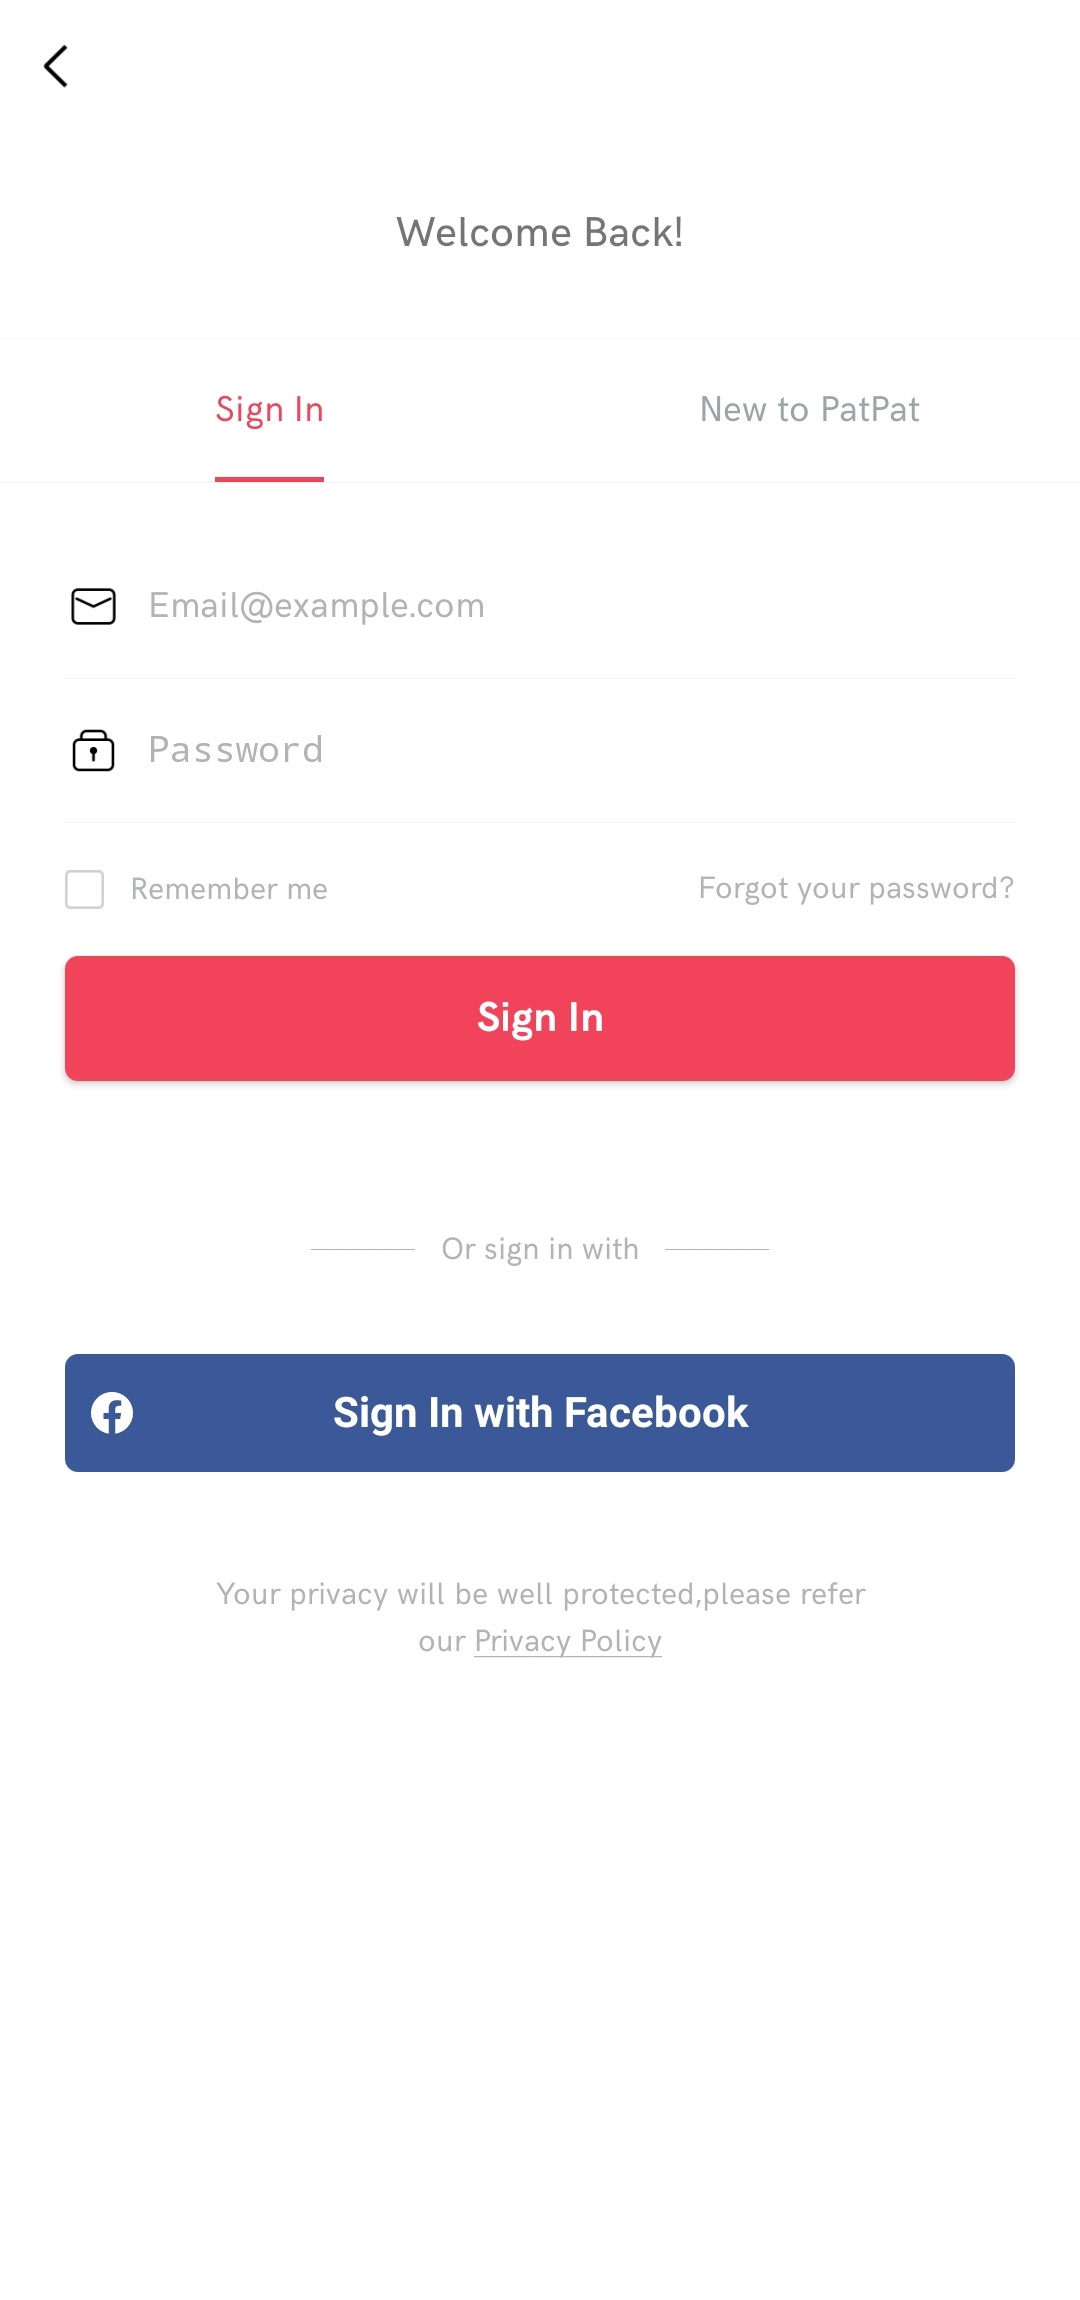 Welcome Back!
Sign In
New to PatPat
Email@example.com
Password
Remember me
Forgot your password?
Sign In
Or sign in with
Sign In with Facebook
Your privacy will be well protected,please refer
our Privacy Policy